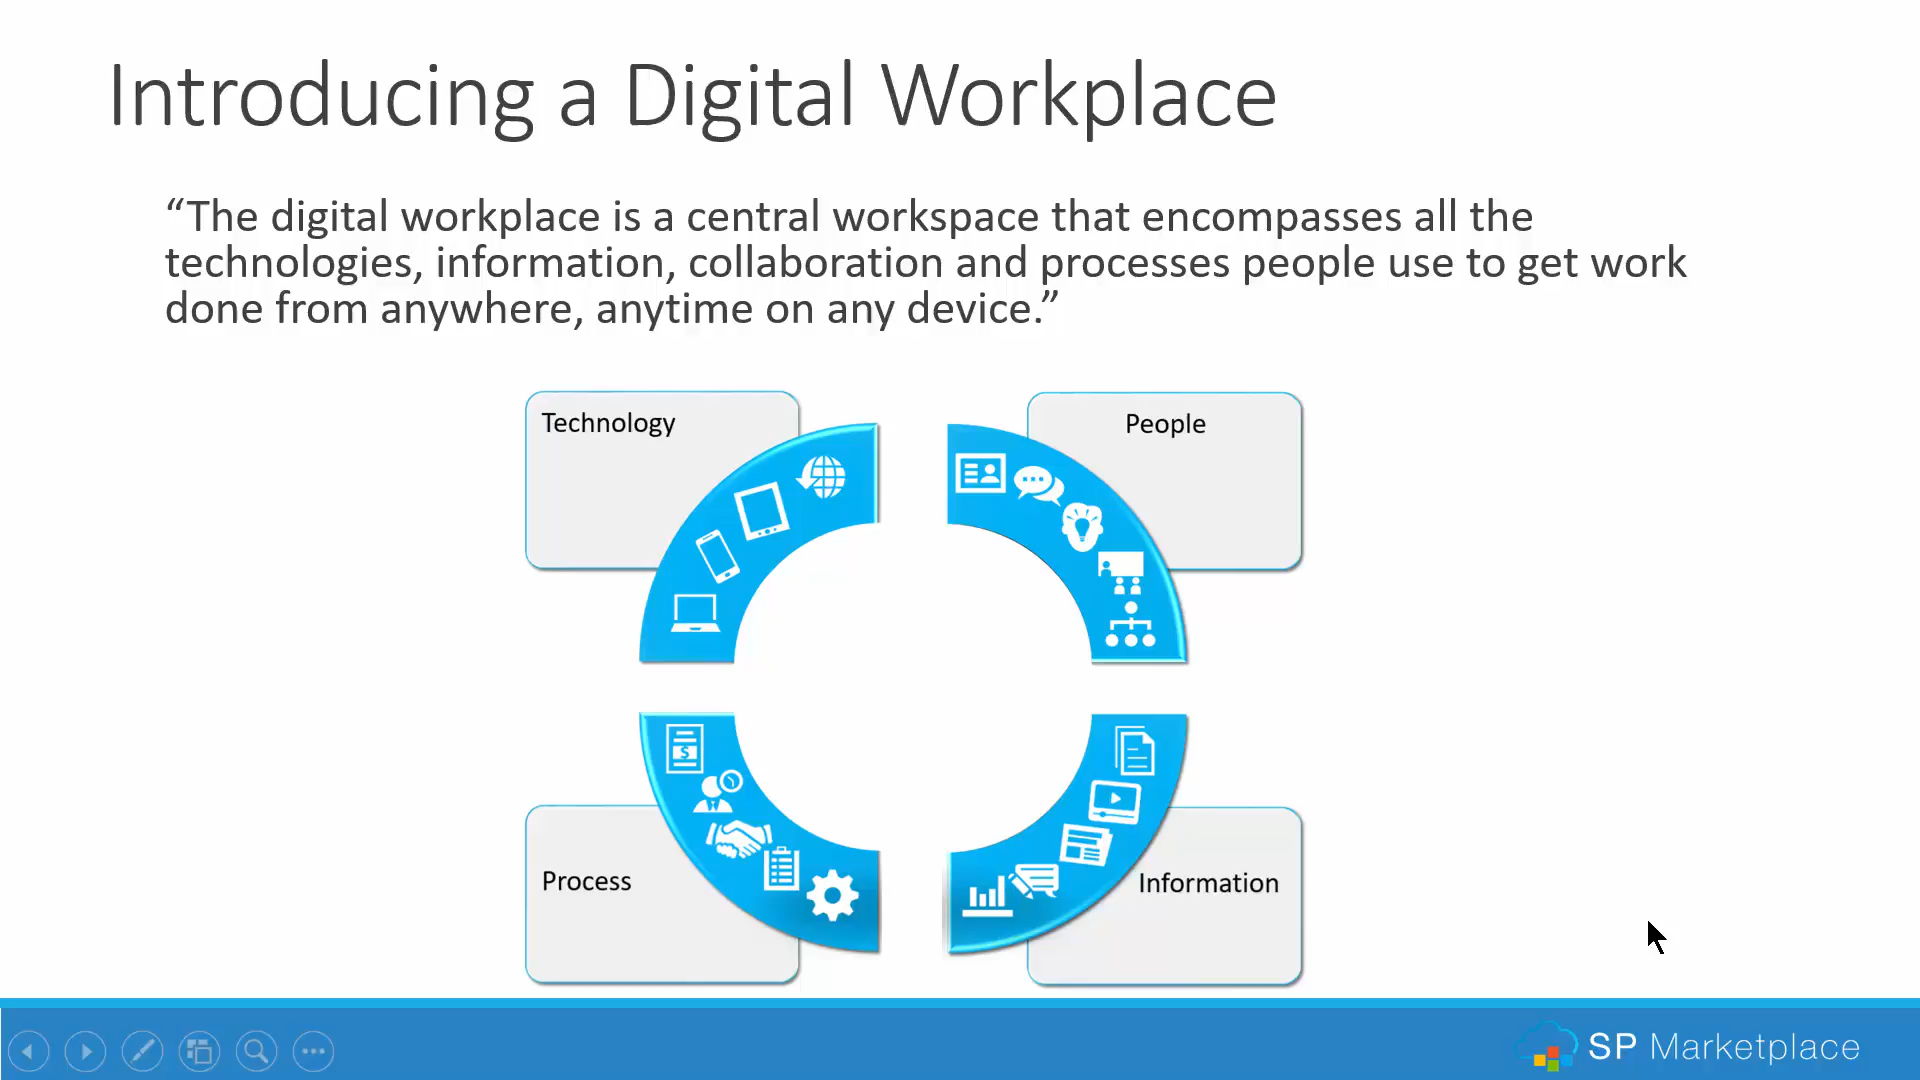 Introducing a Digital Workplace
“The digital workplace is a central workspace that encompasses all the
technologies, information, collaboration and processes people use to get work
done from anywhere, anytime on any device.”
Technology
People
$
Process
Information
SP Marketplace